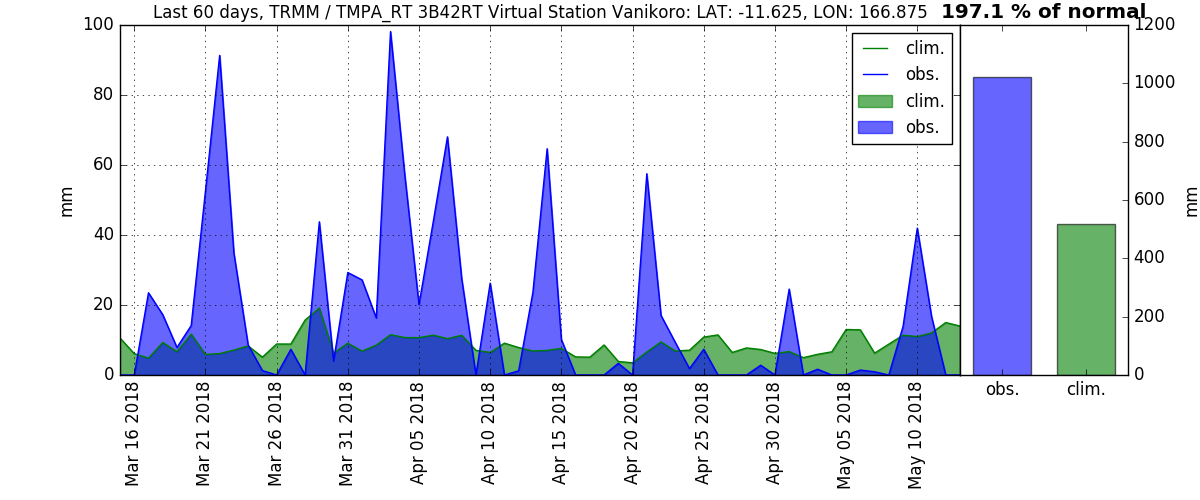 Last 60 days, TRMM / TMPA_RT 3B42RT Virtual Station Vanikoro: LAT: -11.625, LON: 166.875 197.1 % of normal
100
80
60
40
20
0
mm
clim.
obs.
clim.
obs.
1200
1000
800
600
400
200
0
mm
Mar 16 2018
Mar 21 2018
Mar 26 2018
Mar 31 2018
Apr 05 2018
Apr 10 2018
Apr 15 2018
Apr 20 2018
Apr 25 2018
Apr 30 2018
May 05 2018
May 10 2018
obs.
clim.